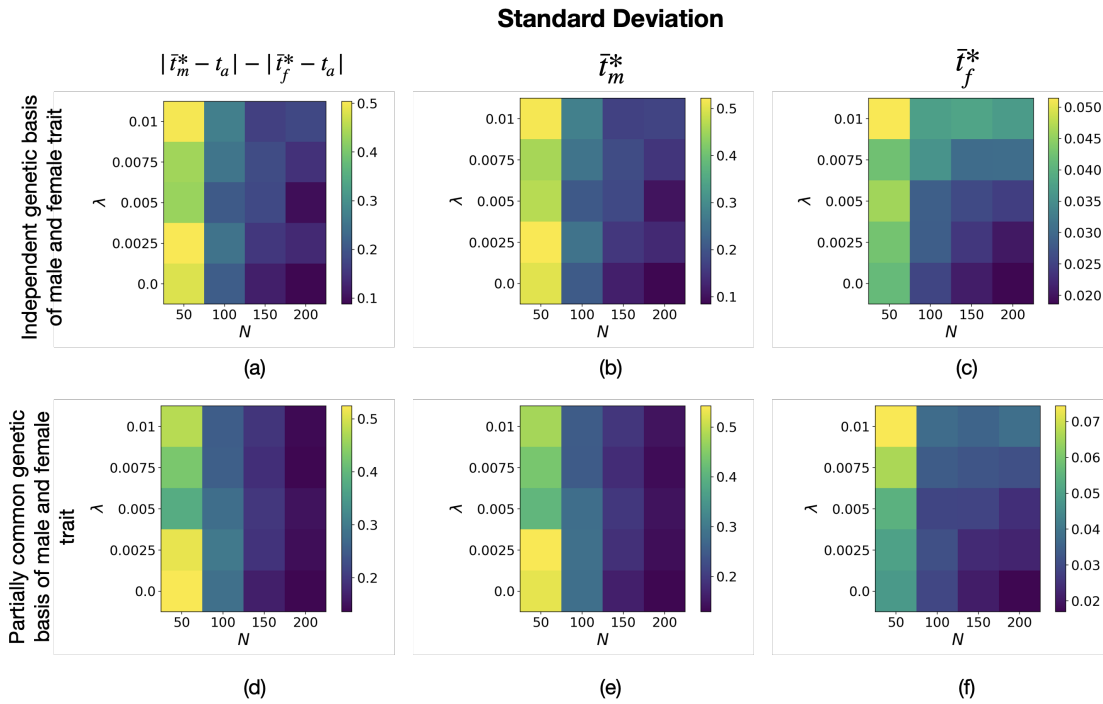 Standard Deviation
| t̄*m − ta | − | t̄*f − ta |
t̄*m
t̄*f
Independent genetic basis
of male and female trait
λ
0.01
0.0075
0.005
0.0025
0.0
50 100 150 200
N
0.5
0.4
0.3
0.2
0.1
(a)
λ
0.01
0.0075
0.005
0.0025
0.0
50 100 150 200
N
0.5
0.4
0.3
0.2
0.1
(b)
λ
0.01
0.0075
0.005
0.0025
0.0
50 100 150 200
N
0.050
0.045
0.040
0.035
0.030
0.025
0.020
(c)
Partially common genetic
basis of male and female
trait
λ
0.01
0.0075
0.005
0.0025
0.0
50 100 150 200
N
0.5
0.4
0.3
0.2
(d)
λ
0.01
0.0075
0.005
0.0025
0.0
50 100 150 200
N
0.5
0.4
0.3
0.2
(e)
λ
0.01
0.0075
0.005
0.0025
0.0
50 100 150 200
N
0.07
0.06
0.05
0.04
0.03
0.02
(f)